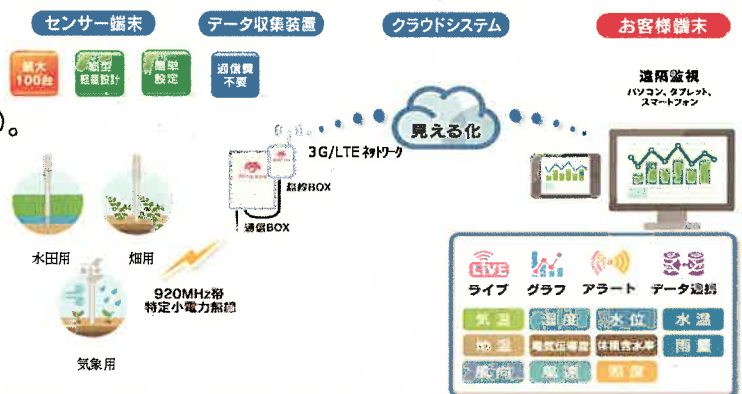 センサー端末
データ収集装置
クラウドシステム
お客様端末
最大
100台
軽量設計
簡単
設定
通信費
不要
遠隔監視
パソコン、タブレット、
スマートフォン
)。
見える化
3G/LTEネットワーク
無線BOX
通信BOX
水田用
畑用
920MHz帯
特定小電力無線
気象用
LIVE
ライブ
グラフ
アラート
データ連携
気温
湿度
水位
水温
地温
電気伝導度
体積含水率
雨量
風向
風速
照度